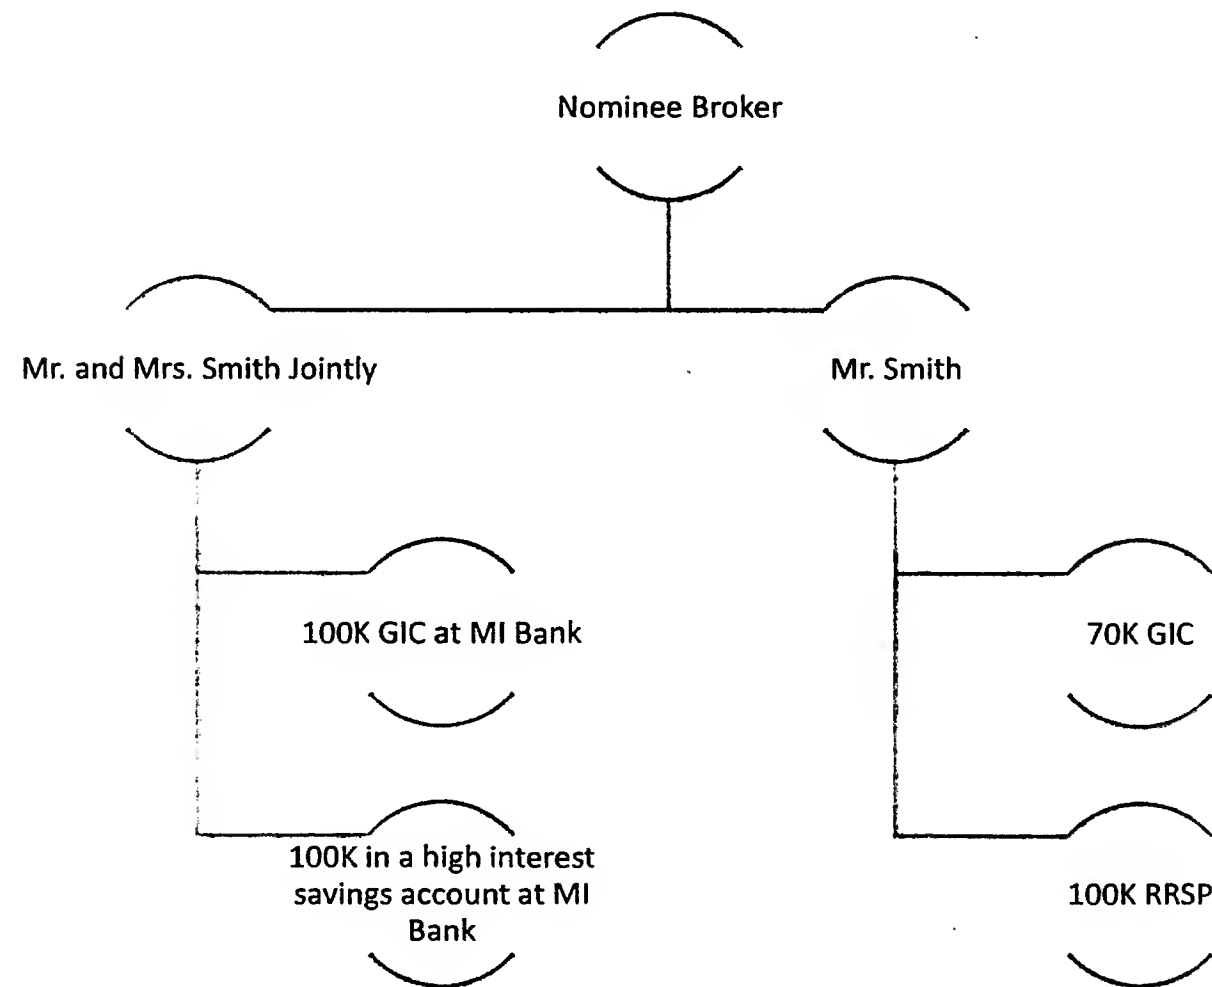 Nominee Broker
Mr. and Mrs. Smith Jointly
Mr. Smith
100K GIC at MI Bank
70K GIC
100K in a high interest
savings account at MI
Bank
100K RRSP